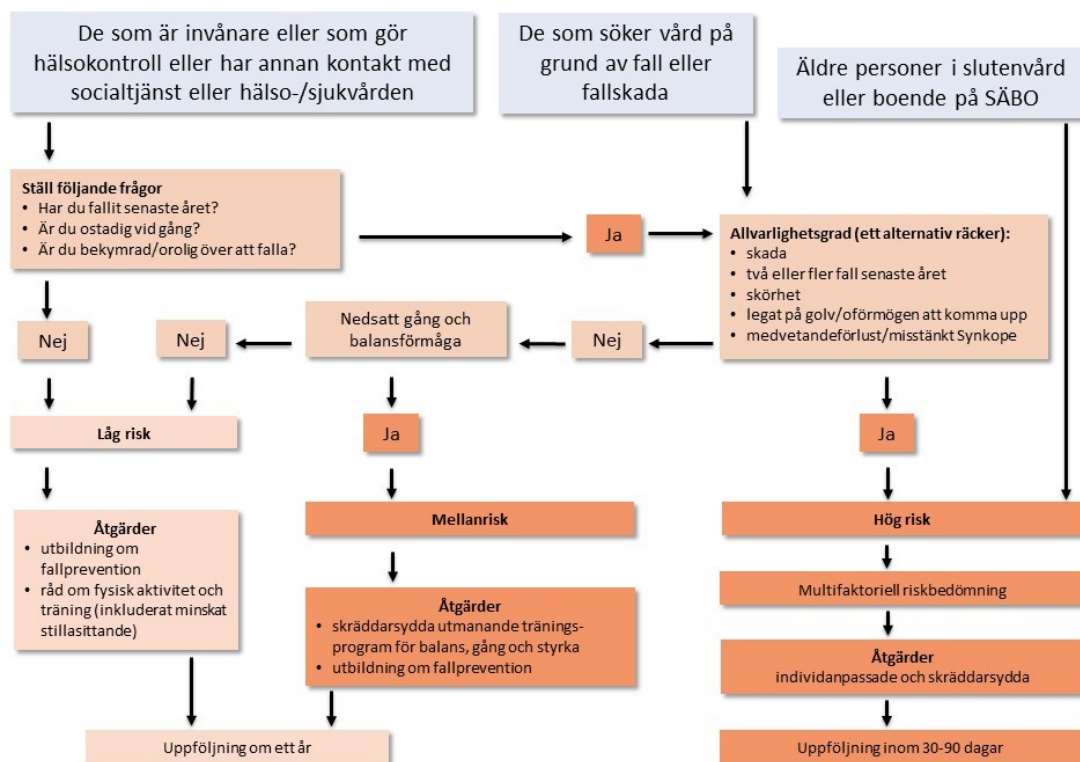 De som är invånare eller som gör
hälsokontroll eller har annan kontakt med
socialtjänst eller hälso-/sjukvården
De som söker vård på
grund av fall eller
fallskada
Äldre personer i slutenvård
eller boende på SÄBO
Ställ följande frågor
• Har du fallit senaste året?
• Är du ostadig vid gång?
• Är du bekymrad/orolig över att falla?
Ja
Allvarlighetsgrad (ett alternativ räcker):
• skada
• två eller fler fall senaste året
• skörhet
• legat på golv/oförmögen att komma upp
• medvetandeförlust/misstänkt Synkope
Nej
Nej
Nedsatt gång och
balansförmåga
Nej
Låg risk
Ja
Ja
Åtgärder
• utbildning om
fallprevention
• råd om fysisk aktivitet och
träning (inkluderat minskat
stillasittande)
Mellanrisk
Åtgärder
• skräddarsydda utmanande tränings-
program för balans, gång och styrka
• utbildning om fallprevention
Hög risk
Multifaktoriell riskbedömning
Åtgärder
individanpassade och skräddarsydda
Uppföljning om ett år
Uppföljning inom 30-90 dagar